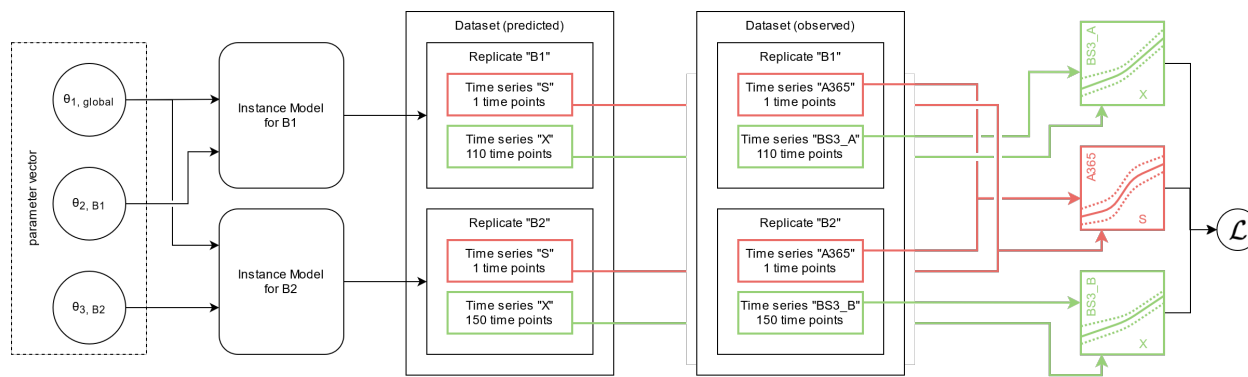 parameter vector
θ1, global
θ2, B1
θ3, B2
Instance Model
for B1
Instance Model
for B2
Dataset (predicted)
Replicate "B1"
Time series "S"
1 time points
Time series "X"
110 time points
Replicate "B2"
Time series "S"
1 time points
Time series "X"
150 time points
Dataset (observed)
Replicate "B1"
Time series "A365"
1 time points
Time series "BS3_A"
110 time points
Replicate "B2"
Time series "A365"
1 time points
Time series "BS3_B"
150 time points
BS3_A
X
A365
S
BS3_B
X
ℒ